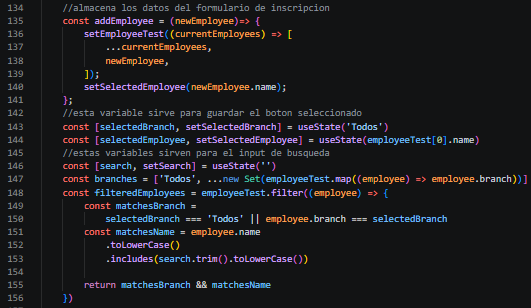 134 //almacena los datos del formulario de inscripcion
135 const addEmployee = (newEmployee)=> {
136 setEmployeeTest((currentEmployees) => [
137 ...currentEmployees,
138 newEmployee,
139 ]);
140 setSelectedEmployee(newEmployee.name);
141 };
142 //esta variable sirve para guardar el boton seleccionado
143 const [selectedBranch, setSelectedBranch] = useState('Todos')
144 const [selectedEmployee, setSelectedEmployee] = useState(employeeTest[0].name)
145 //estas variables sirven para el input de busqueda
146 const [search, setSearch] = useState('')
147 const branches = ['Todos', ...new Set(employeeTest.map((employee) => employee.branch))]
148 const filteredEmployees = employeeTest.filter((employee) => {
149 const matchesBranch =
150 selectedBranch === 'Todos' || employee.branch === selectedBranch
151 const matchesName = employee.name
152 .toLowerCase()
153 .includes(search.trim().toLowerCase())
154
155 return matchesBranch && matchesName
156 })